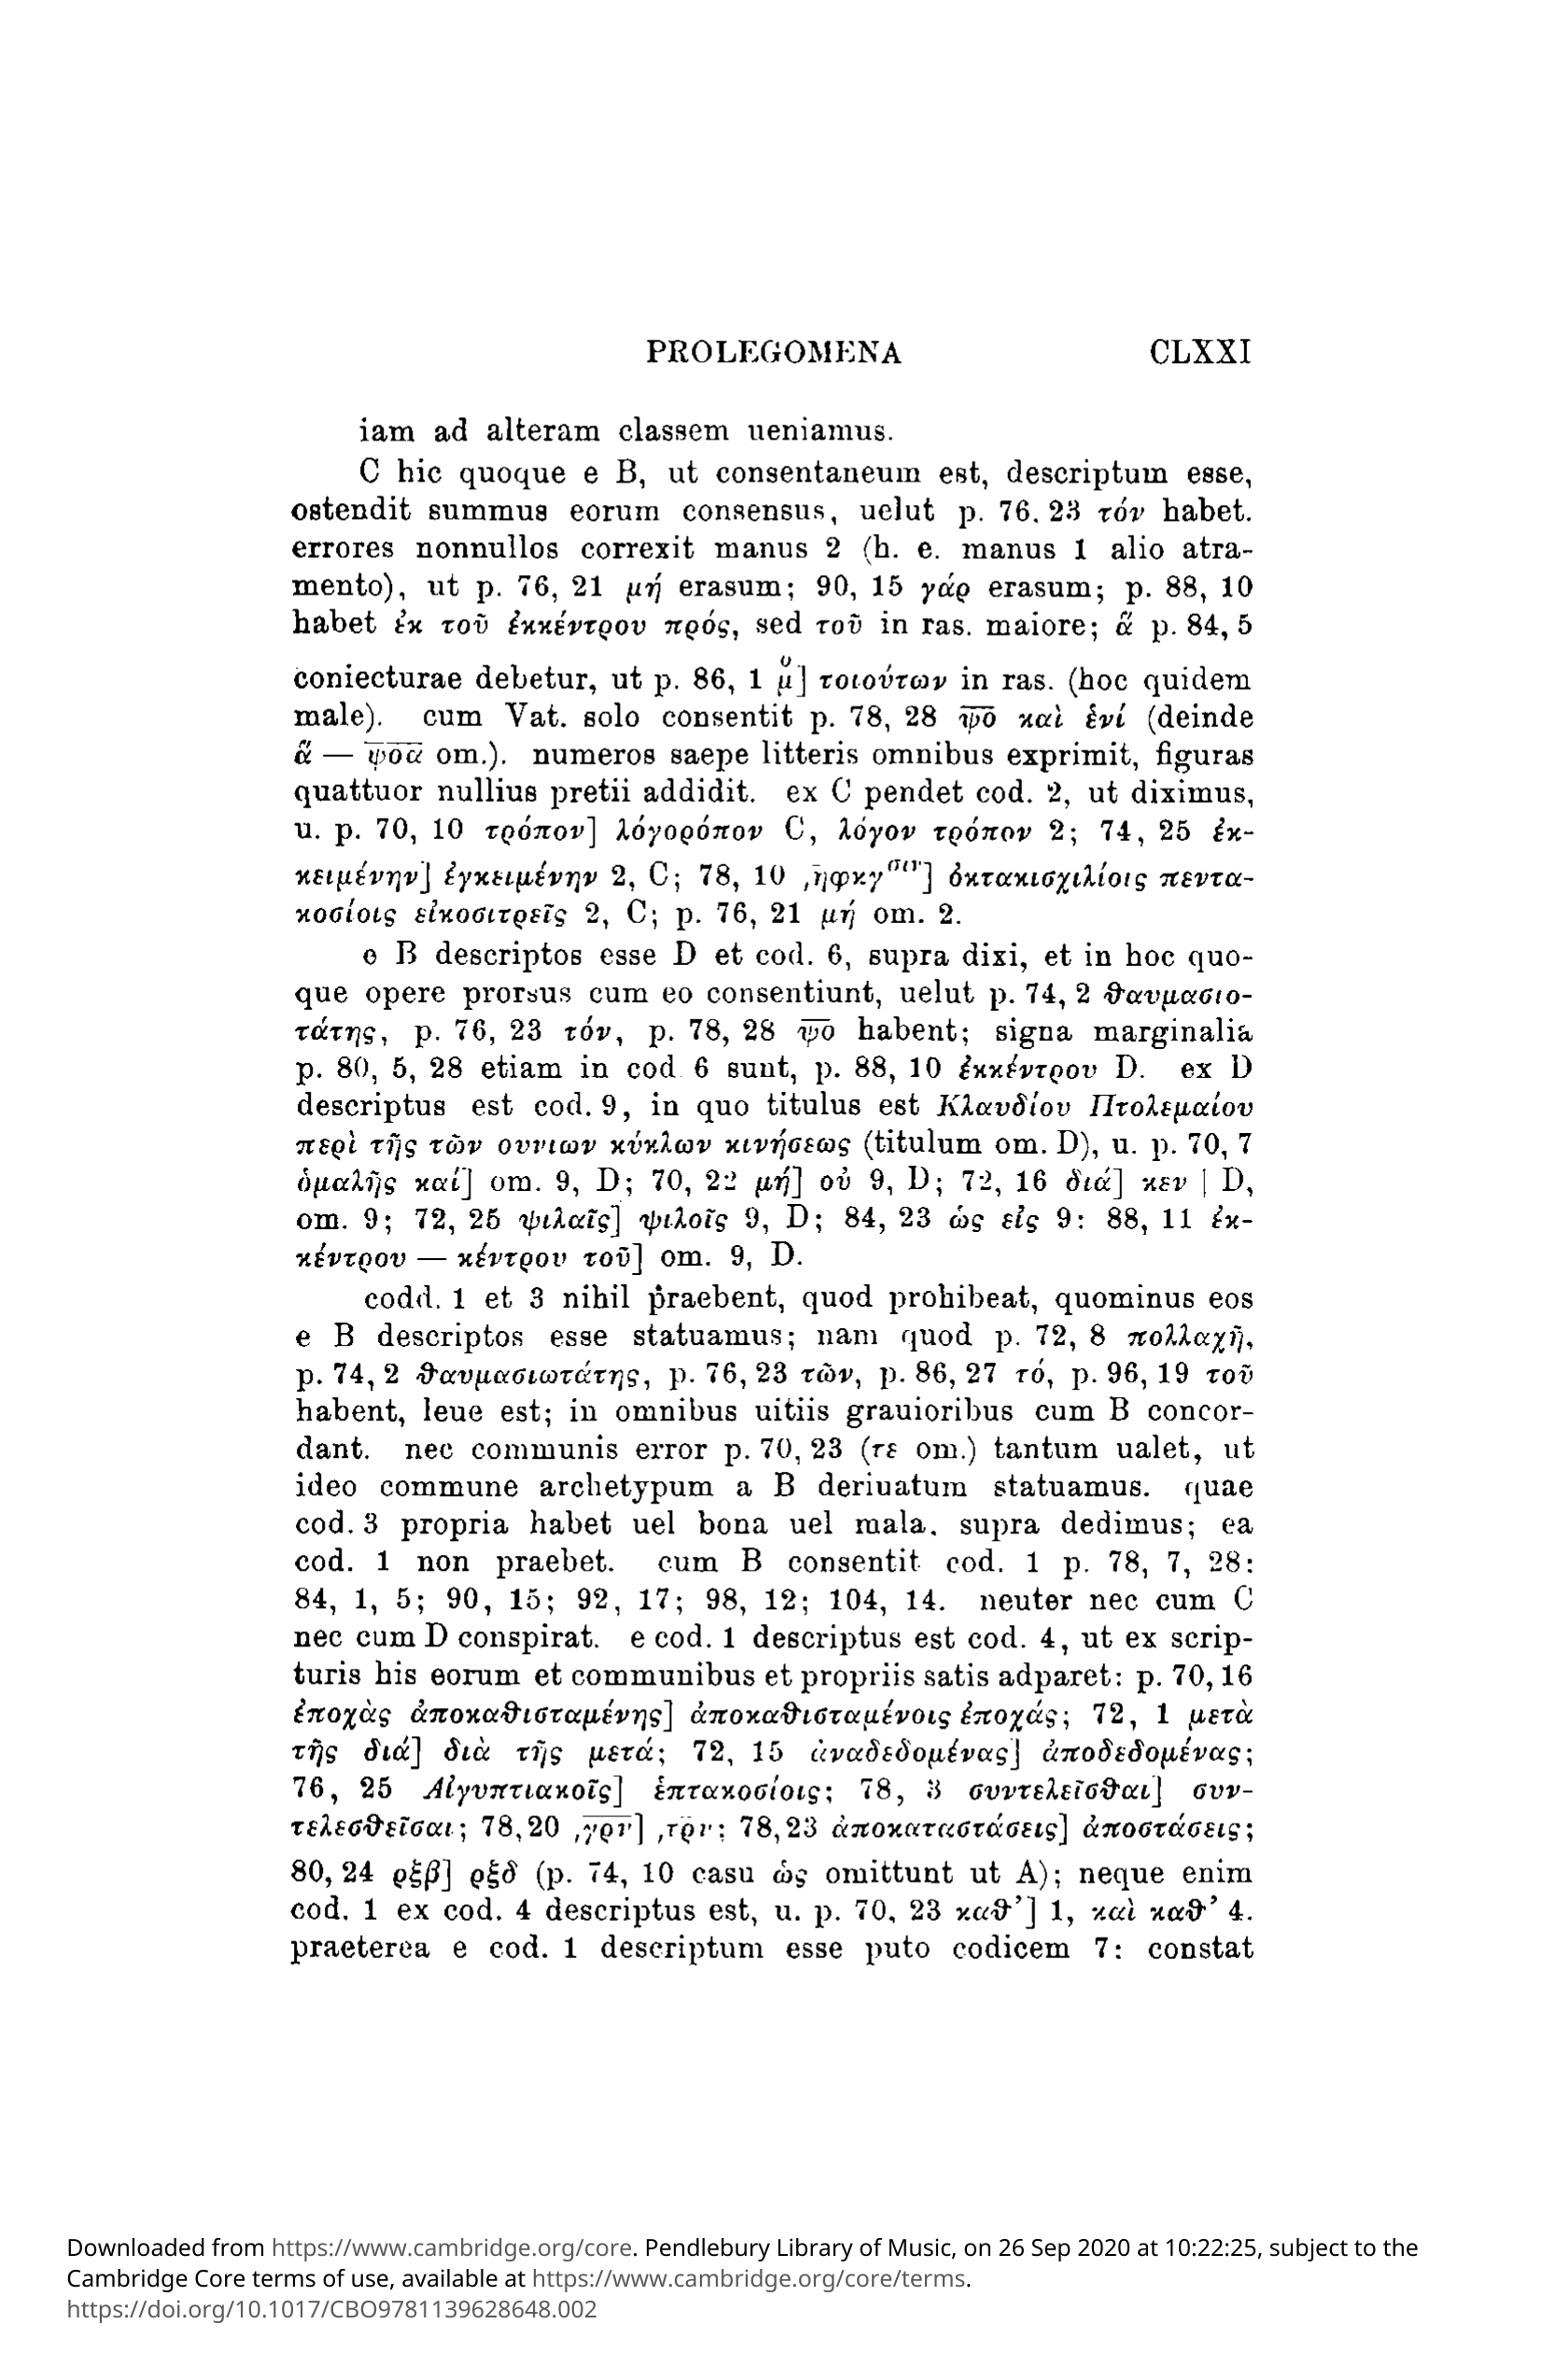 PROLEGOMENA CLXXI
iam ad alteram classem ueniamus.
C hic quoque e B, ut consentaneum est, descriptum esse,
ostendit summus eorum consensus, uelut p. 76, 23 τόν habet.
errores nonnullos correxit manus 2 (h. e. manus 1 alio atra-
mento), ut p. 76, 21 μή erasum; 90, 15 γάρ erasum; p. 88, 10
habet ἐκ τοῦ ἐκκέντρου πρός, sed τοῦ in ras. maiore; ἅ p. 84, 5
coniecturae debetur, ut p. 86, 1 μ̈] τοιούτων in ras. (hoc quidem
male). cum Vat. solo consentit p. 78, 28 ψ̅ο̅ καὶ ἑνί (deinde
ἅ — ψ̅ο̅α̅ om.). numeros saepe litteris omnibus exprimit, figuras
quattuor nullius pretii addidit. ex C pendet cod. 2, ut diximus,
u. p. 70, 10 τρόπον] λόγορόπον C, λόγον τρόπον 2; 74, 25 ἐκ-
κειμένην] ἐγκειμένην 2, C; 78, 10 ͵η̅φκγ] ὀκτακισχιλίοις πεντα-
κοσίοις εἰκοσιτρεῖς 2, C; p. 76, 21 μή om. 2.
e B descriptos esse D et cod. 6, supra dixi, et in hoc quo-
que opere prorsus cum eo consentiunt, uelut p. 74, 2 θαυμασιο-
τάτης, p. 76, 23 τόν, p. 78, 28 ψ̅ο̅ habent; signa marginalia
p. 80, 5, 28 etiam in cod. 6 sunt, p. 88, 10 ἐκκέντρου D. ex D
descriptus est cod. 9, in quo titulus est Κλαυδίου Πτολεμαίου
περὶ τῆς τῶν ουνιων κύκλων κινήσεως (titulum om. D), u. p. 70, 7
ὁμαλῆς καί] om. 9, D; 70, 22 μή] οὐ 9, D; 72, 16 διά] κεν | D,
om. 9; 72, 25 ψιλαῖς] ψιλοῖς 9, D; 84, 23 ὡς εἰς 9: 88, 11 ἐκ-
κέντρου — κέντρου τοῦ] om. 9, D.
codd. 1 et 3 nihil praebent, quod prohibeat, quominus eos
e B descriptos esse statuamus; nam quod p. 72, 8 πολλαχῇ,
p. 74, 2 θαυμασιωτάτης, p. 76, 23 τῶν, p. 86, 27 τό, p. 96, 19 τοῦ
habent, leue est; in omnibus uitiis grauioribus cum B concor-
dant. nec communis error p. 70, 23 (τε om.) tantum ualet, ut
ideo commune archetypum a B deriuatum statuamus. quae
cod. 3 propria habet uel bona uel mala, supra dedimus; ea
cod. 1 non praebet. cum B consentit cod. 1 p. 78, 7, 28:
84, 1, 5; 90, 15; 92, 17; 98, 12; 104, 14. neuter nec cum C
nec cum D conspirat. e cod. 1 descriptus est cod. 4, ut ex scrip-
turis his eorum et communibus et propriis satis adparet: p. 70, 16
ἐποχὰς ἀποκαθισταμένης] ἀποκαθισταμένοις ἐποχάς; 72, 1 μετὰ
τῆς διά] διὰ τῆς μετά; 72, 15 ἀναδεδομένας] ἀποδεδομένας;
76, 25 Αἰγυπτιακοῖς] ἑπτακοσίοις; 78, 3 συντελεῖσθαι] συν-
τελεσθεῖσαι; 78, 20 ͵γ̅ρ̅ν̅] ͵τρν; 78, 23 ἀποκαταστάσεις] ἀποστάσεις;
80, 24 ρξβ] ρξδ (p. 74, 10 casu ὡς omittunt ut A); neque enim
cod. 1 ex cod. 4 descriptus est, u. p. 70, 23 καθ’] 1, καὶ καθ’ 4.
praeterea e cod. 1 descriptum esse puto codicem 7: constat
Downloaded from https://www.cambridge.org/core. Pendlebury Library of Music, on 26 Sep 2020 at 10:22:25, subject to the
Cambridge Core terms of use, available at https://www.cambridge.org/core/terms.
https://doi.org/10.1017/CBO9781139628648.002